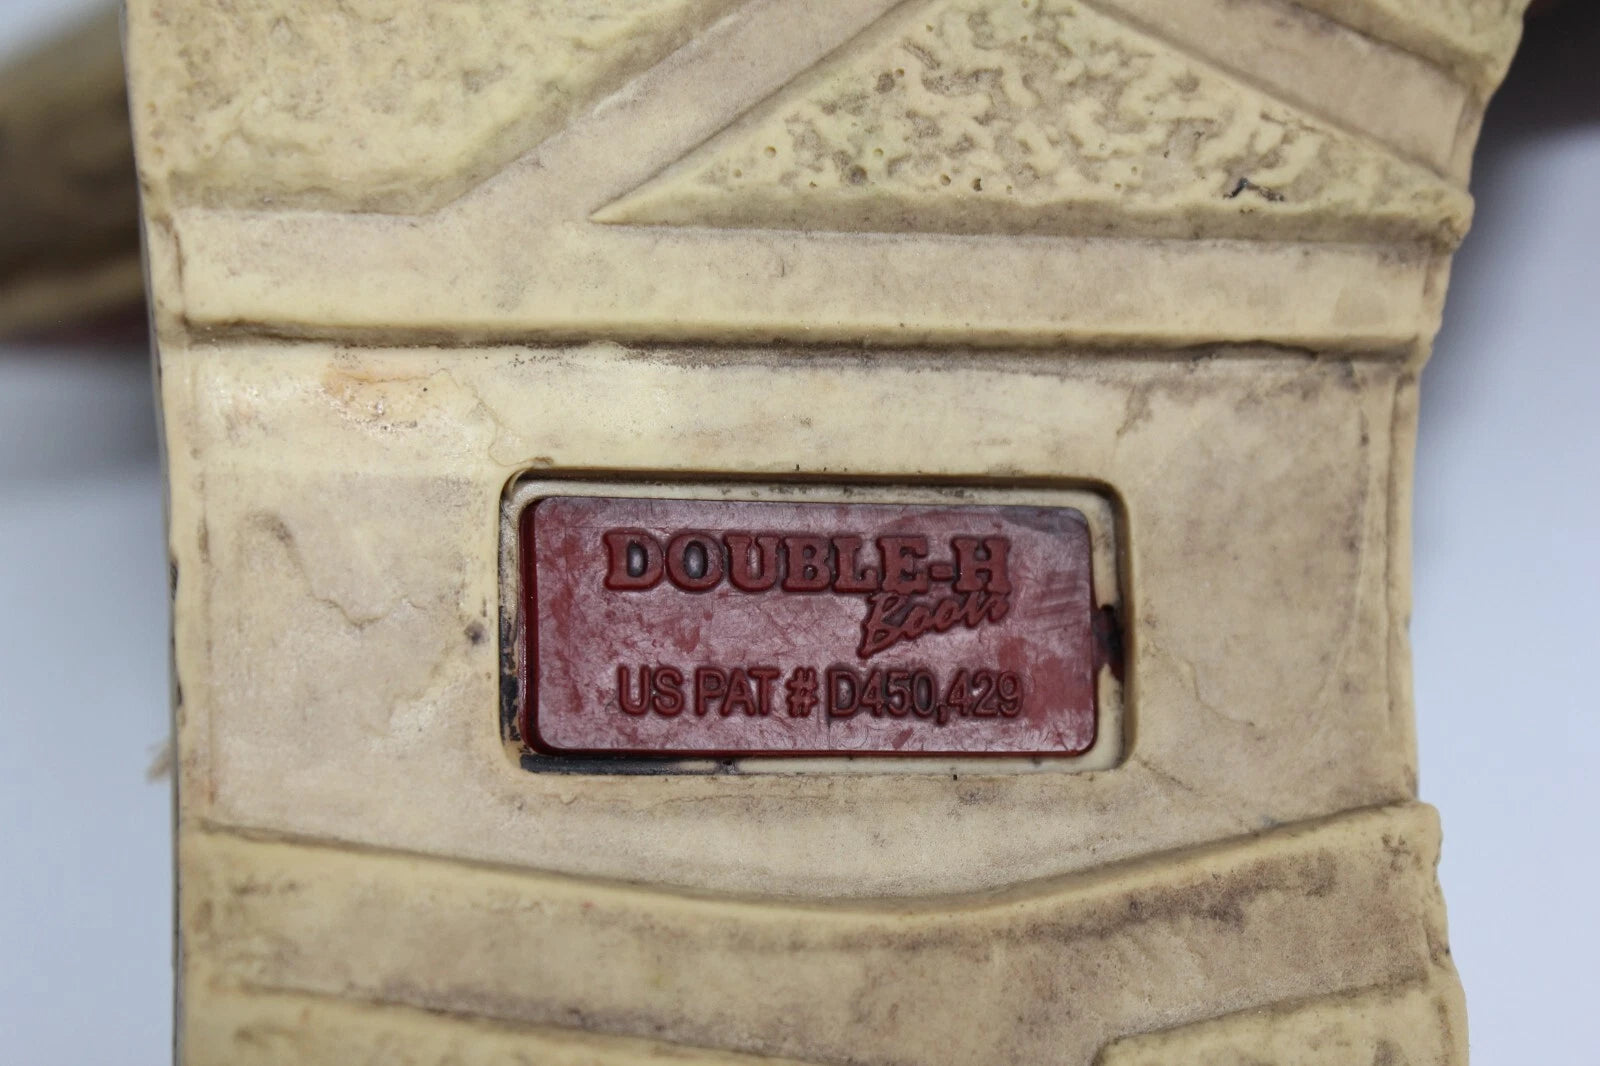 DOUBLE-H
Boots
US PAT # D450,429